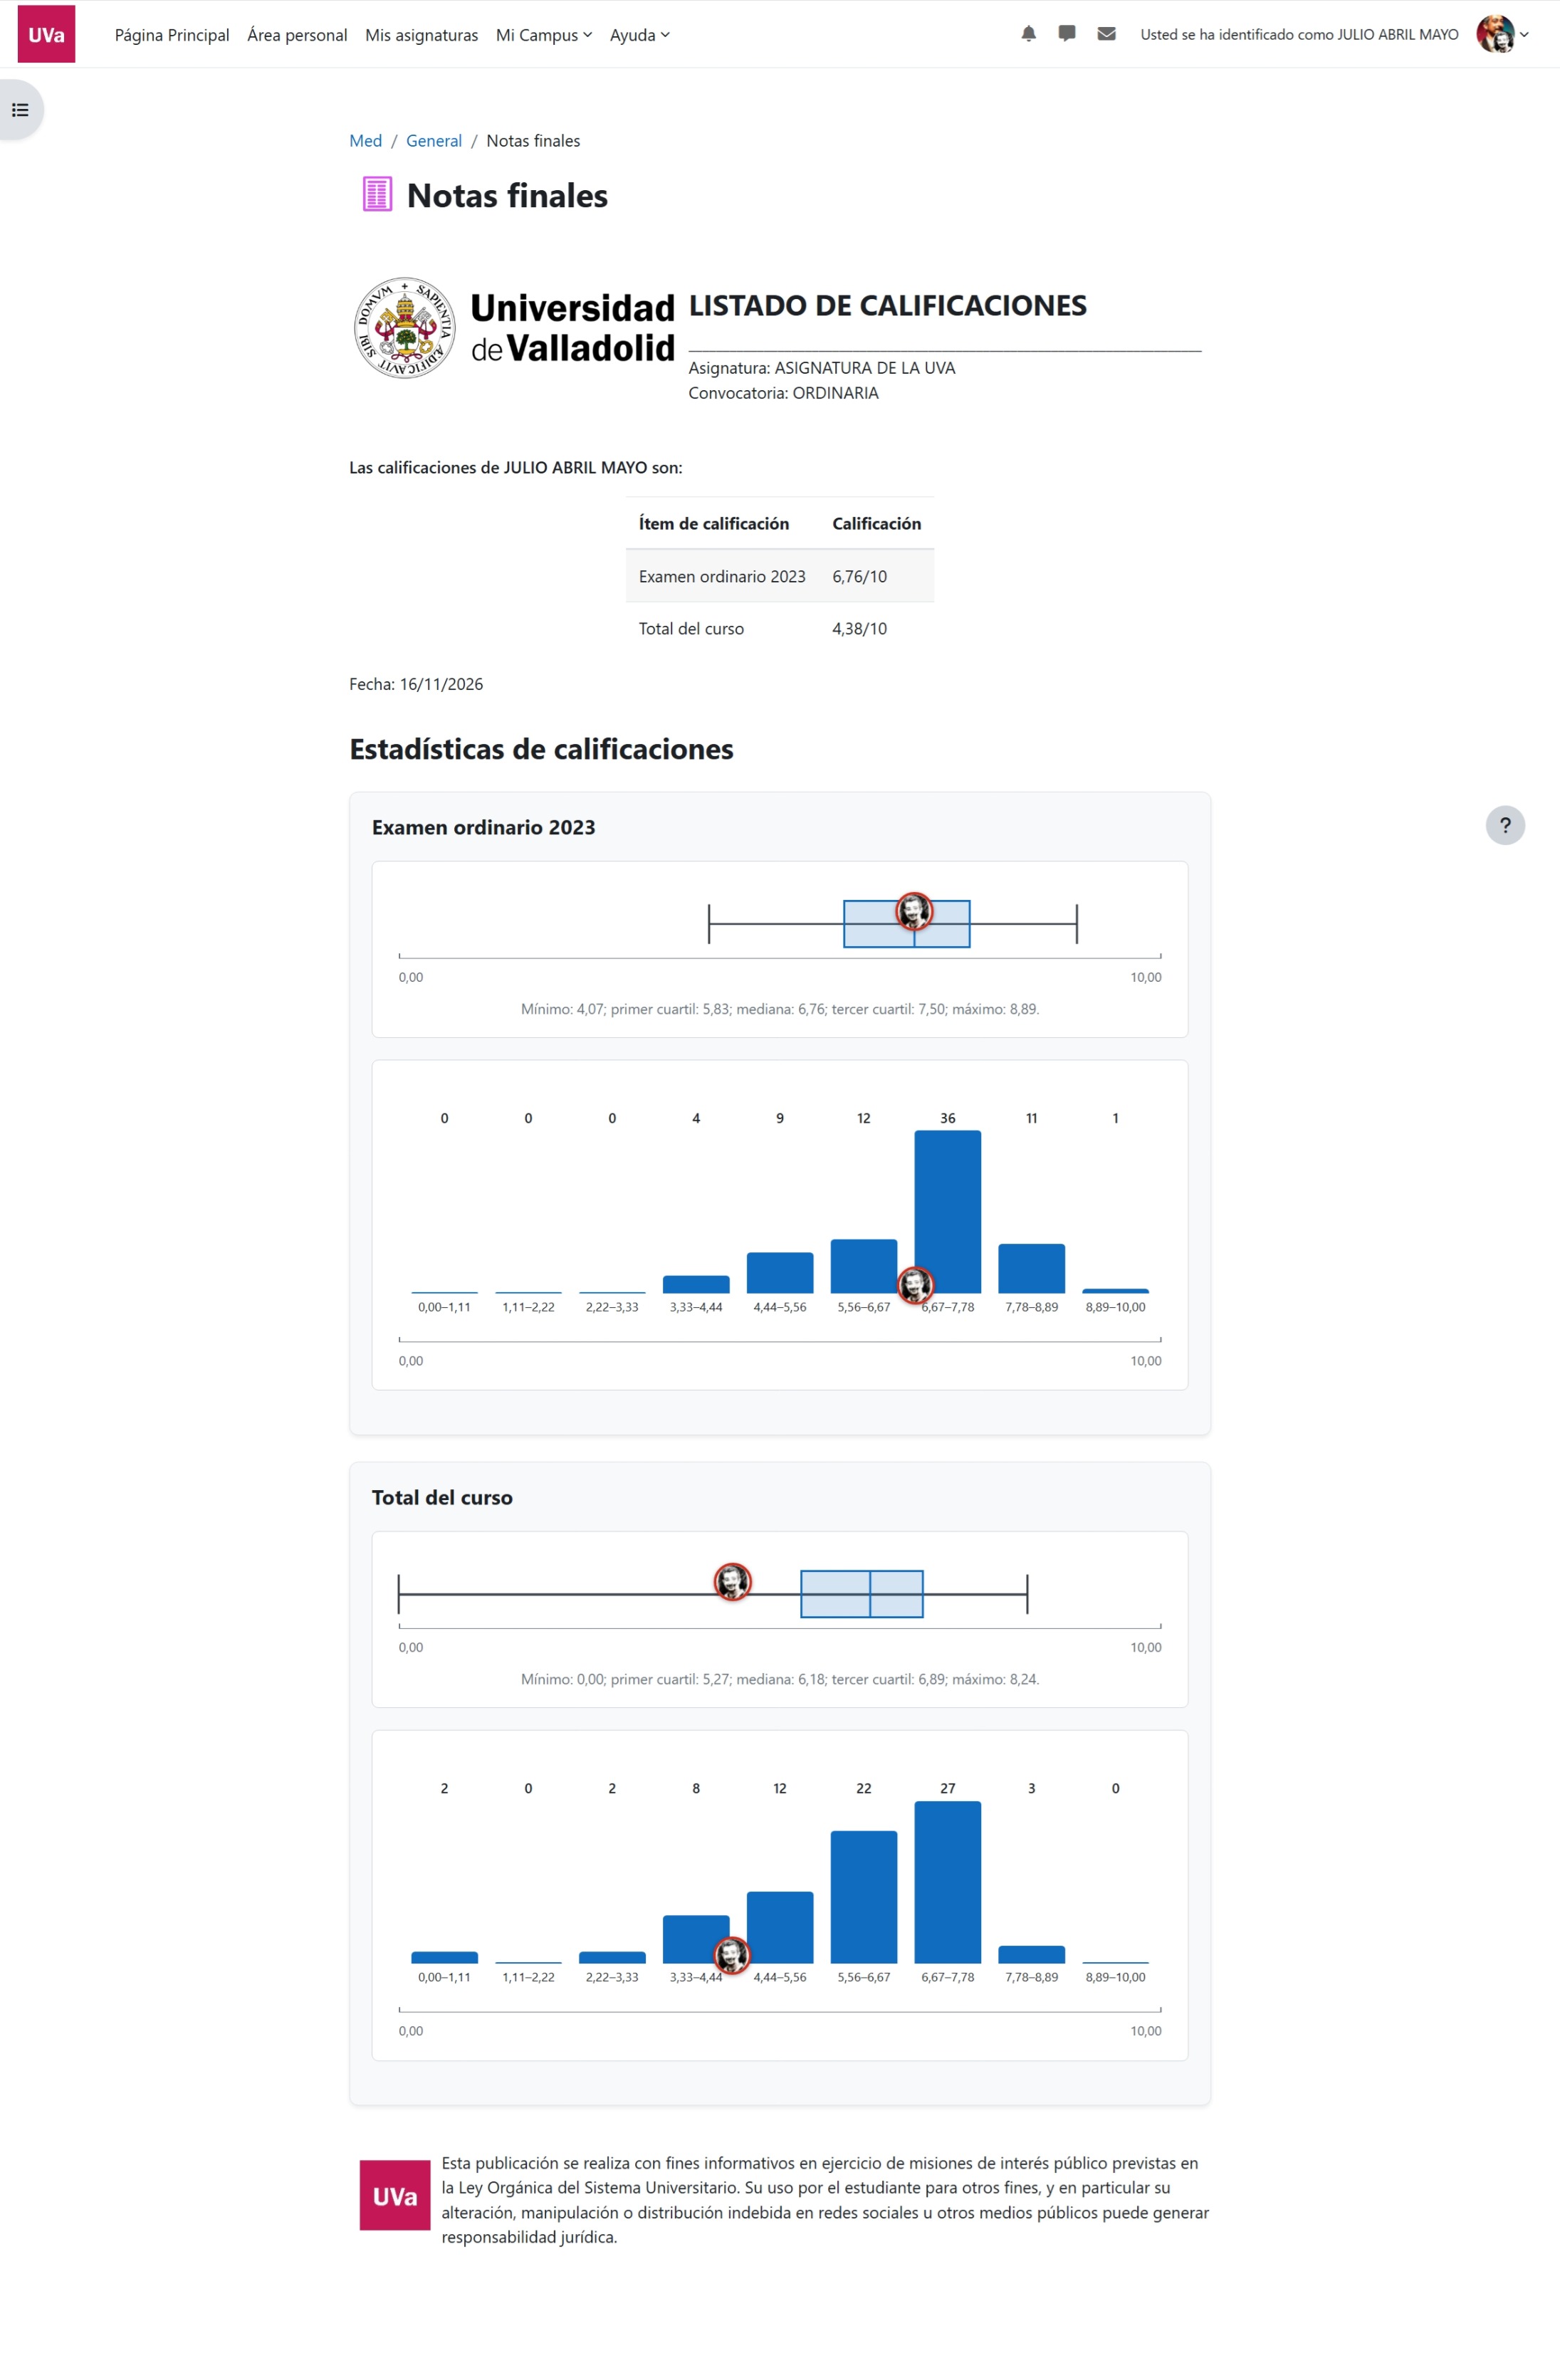 UVa
Página Principal Área personal Mis asignaturas Mi Campus Ayuda
Usted se ha identificado como JULIO ABRIL MAYO
Med / General / Notas finales
Notas finales
SIBI DOMVM + SAPIENTIA ÆDIFICAVIT
Universidad
de Valladolid
LISTADO DE CALIFICACIONES
Asignatura: ASIGNATURA DE LA UVA
Convocatoria: ORDINARIA
Las calificaciones de JULIO ABRIL MAYO son:
Ítem de calificación Calificación
Examen ordinario 2023 6,76/10
Total del curso 4,38/10
Fecha: 16/11/2026
Estadísticas de calificaciones
?
Examen ordinario 2023
0,00 10,00
Mínimo: 4,07; primer cuartil: 5,83; mediana: 6,76; tercer cuartil: 7,50; máximo: 8,89.
0 0 0 4 9 12 36 11 1
0,00–1,11 1,11–2,22 2,22–3,33 3,33–4,44 4,44–5,56 5,56–6,67 6,67–7,78 7,78–8,89 8,89–10,00
0,00 10,00
Total del curso
0,00 10,00
Mínimo: 0,00; primer cuartil: 5,27; mediana: 6,18; tercer cuartil: 6,89; máximo: 8,24.
2 0 2 8 12 22 27 3 0
0,00–1,11 1,11–2,22 2,22–3,33 3,33–4,44 4,44–5,56 5,56–6,67 6,67–7,78 7,78–8,89 8,89–10,00
0,00 10,00
UVa
Esta publicación se realiza con fines informativos en ejercicio de misiones de interés público previstas en
la Ley Orgánica del Sistema Universitario. Su uso por el estudiante para otros fines, y en particular su
alteración, manipulación o distribución indebida en redes sociales u otros medios públicos puede generar
responsabilidad jurídica.